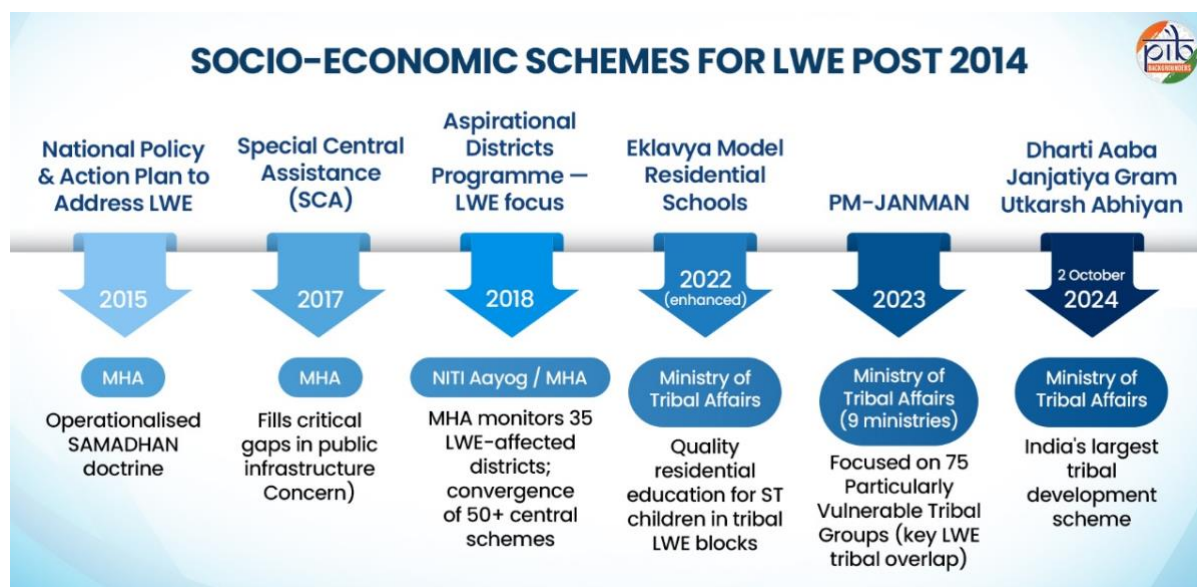 SOCIO-ECONOMIC SCHEMES FOR LWE POST 2014
pib
BACKGROUNDERS
National Policy
& Action Plan to
Address LWE
2015
MHA
Operationalised
SAMADHAN
doctrine
Special Central
Assistance
(SCA)
2017
MHA
Fills critical
gaps in public
infrastructure
Concern)
Aspirational
Districts
Programme —
LWE focus
2018
NITI Aayog / MHA
MHA monitors 35
LWE-affected
districts;
convergence
of 50+ central
schemes
Eklavya Model
Residential
Schools
2022
(enhanced)
Ministry of
Tribal Affairs
Quality
residential
education for ST
children in tribal
LWE blocks
PM-JANMAN
2023
Ministry of
Tribal Affairs
(9 ministries)
Focused on 75
Particularly
Vulnerable Tribal
Groups (key LWE
tribal overlap)
Dharti Aaba
Janjatiya Gram
Utkarsh Abhiyan
2 October
2024
Ministry of
Tribal Affairs
India's largest
tribal
development
scheme